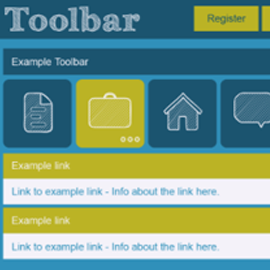 Toolbar
Register
Example Toolbar
Example link
Link to example link - Info about the link here.
Example link
Link to example link - Info about the link here.